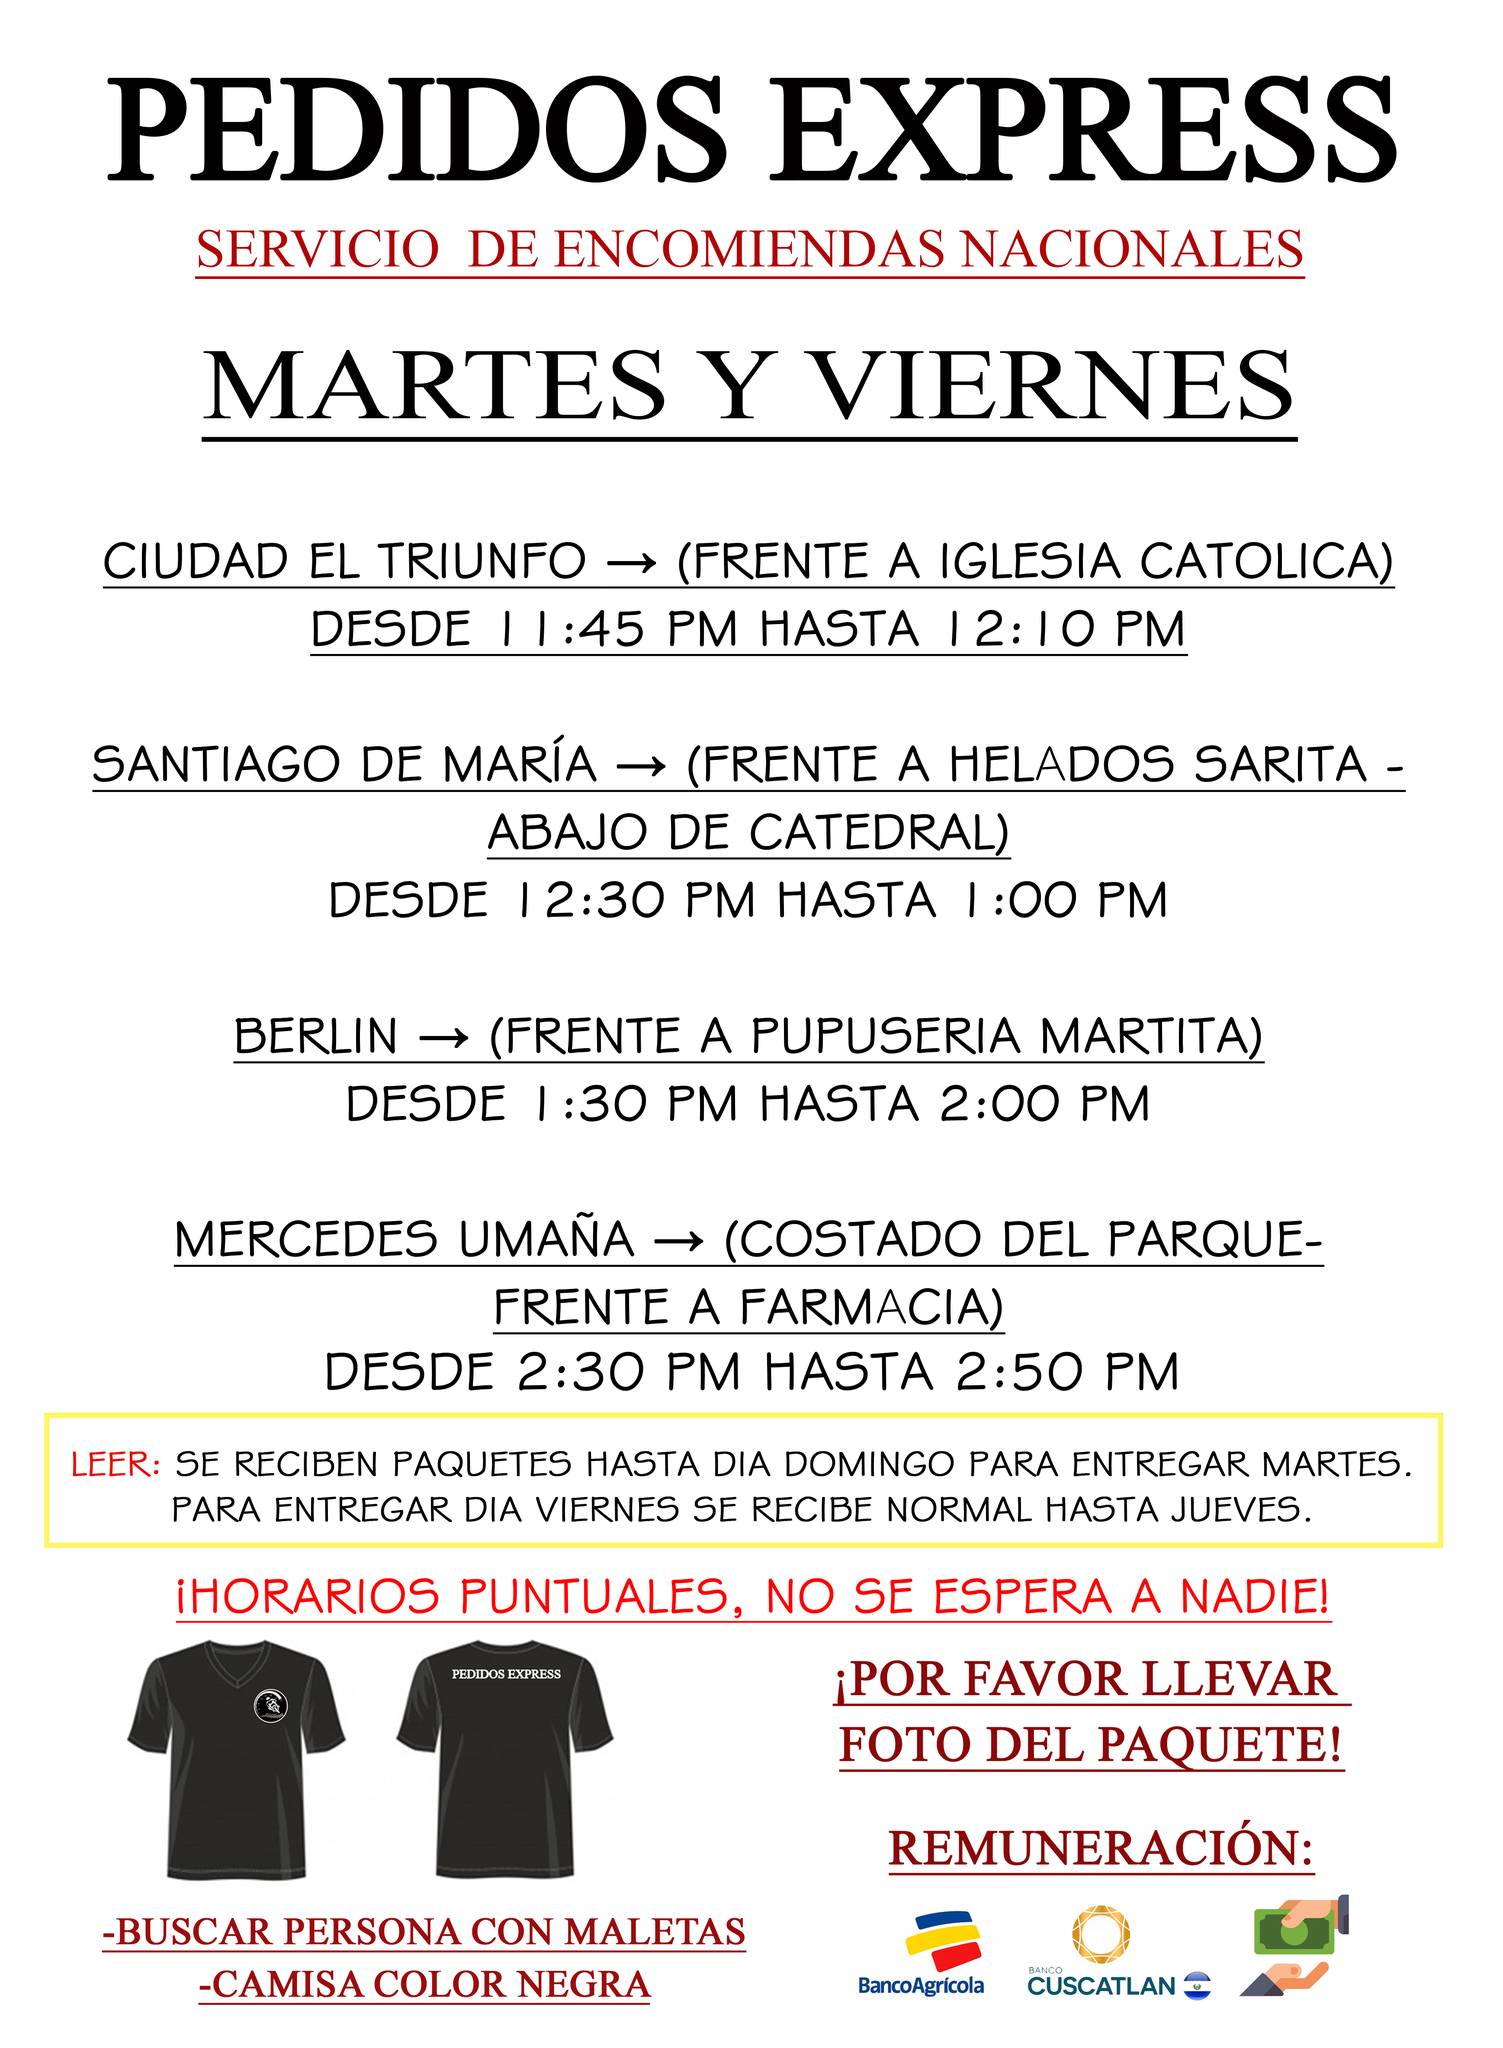 PEDIDOS EXPRESS
SERVICIO DE ENCOMIENDAS NACIONALES
MARTES Y VIERNES
CIUDAD EL TRIUNFO → (FRENTE A IGLESIA CATOLICA)
DESDE 11:45 PM HASTA 12:10 PM
SANTIAGO DE MARÍA → (FRENTE A HELADOS SARITA -
ABAJO DE CATEDRAL)
DESDE 12:30 PM HASTA 1:00 PM
BERLIN → (FRENTE A PUPUSERIA MARTITA)
DESDE 1:30 PM HASTA 2:00 PM
MERCEDES UMAÑA → (COSTADO DEL PARQUE-
FRENTE A FARMACIA)
DESDE 2:30 PM HASTA 2:50 PM
LEER: SE RECIBEN PAQUETES HASTA DIA DOMINGO PARA ENTREGAR MARTES.
PARA ENTREGAR DIA VIERNES SE RECIBE NORMAL HASTA JUEVES.
¡HORARIOS PUNTUALES, NO SE ESPERA A NADIE!
PEDIDOS EXPRESS
-BUSCAR PERSONA CON MALETAS
-CAMISA COLOR NEGRA
¡POR FAVOR LLEVAR
FOTO DEL PAQUETE!
REMUNERACIÓN:
BancoAgrícola
BANCO
CUSCATLAN